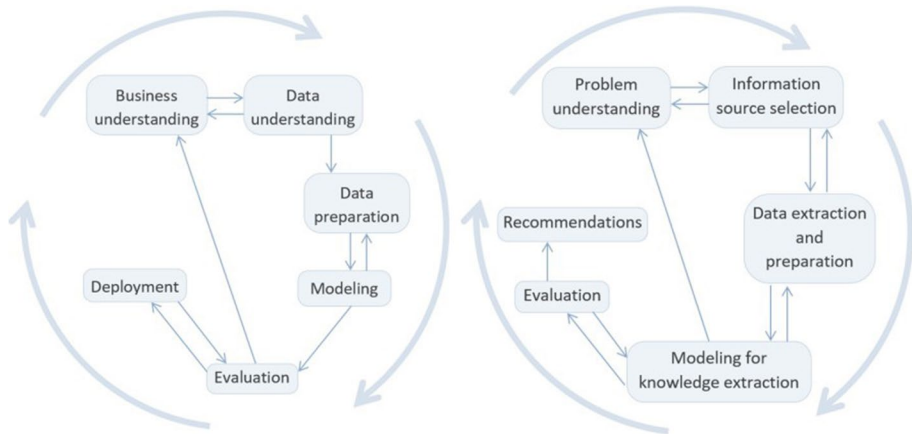 Business
understanding
Data
understanding
Data
preparation
Modeling
Evaluation
Deployment
Problem
understanding
Information
source selection
Data extraction
and
preparation
Modeling for
knowledge extraction
Evaluation
Recommendations